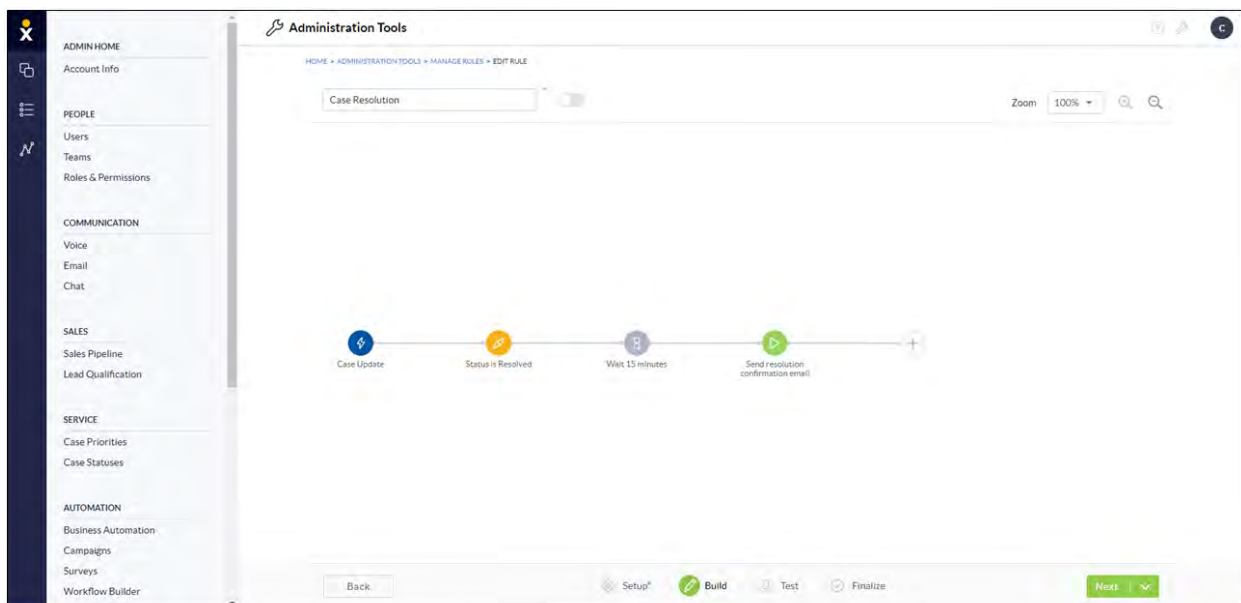 Administration Tools
C
ADMIN HOME
Account Info
PEOPLE
Users
Teams
Roles & Permissions
COMMUNICATION
Voice
Email
Chat
SALES
Sales Pipeline
Lead Qualification
SERVICE
Case Priorities
Case Statuses
AUTOMATION
Business Automation
Campaigns
Surveys
Workflow Builder
HOME ▸ ADMINISTRATION TOOLS ▸ MANAGE RULES ▸ EDIT RULE
Case Resolution
Zoom 100%
Case Update
Status is Resolved
Wait 15 minutes
Send resolution
confirmation email
Back
Setup*
Build
Test
Finalize
Next